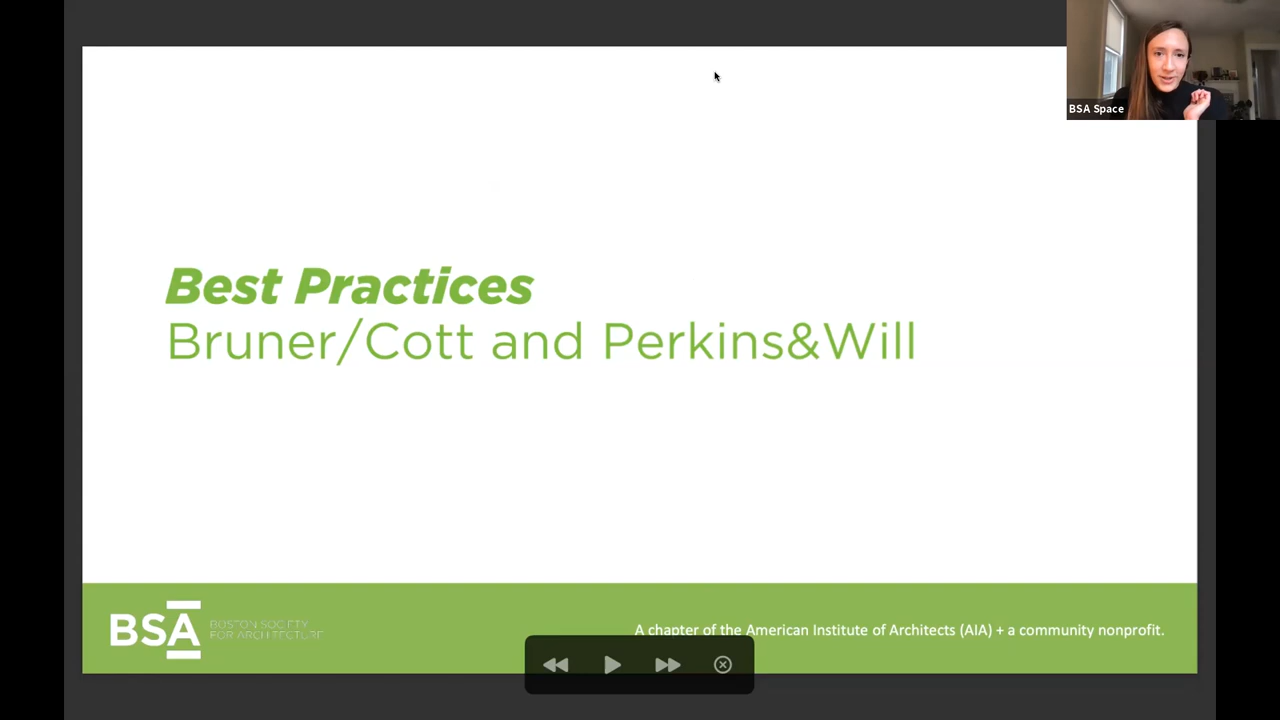 BSA Space
Best Practices
Bruner/Cott and Perkins&Will
BSA
BOSTON SOCIETY
FOR ARCHITECTURE
A chapter of the American Institute of Architects (AIA) + a community nonprofit.